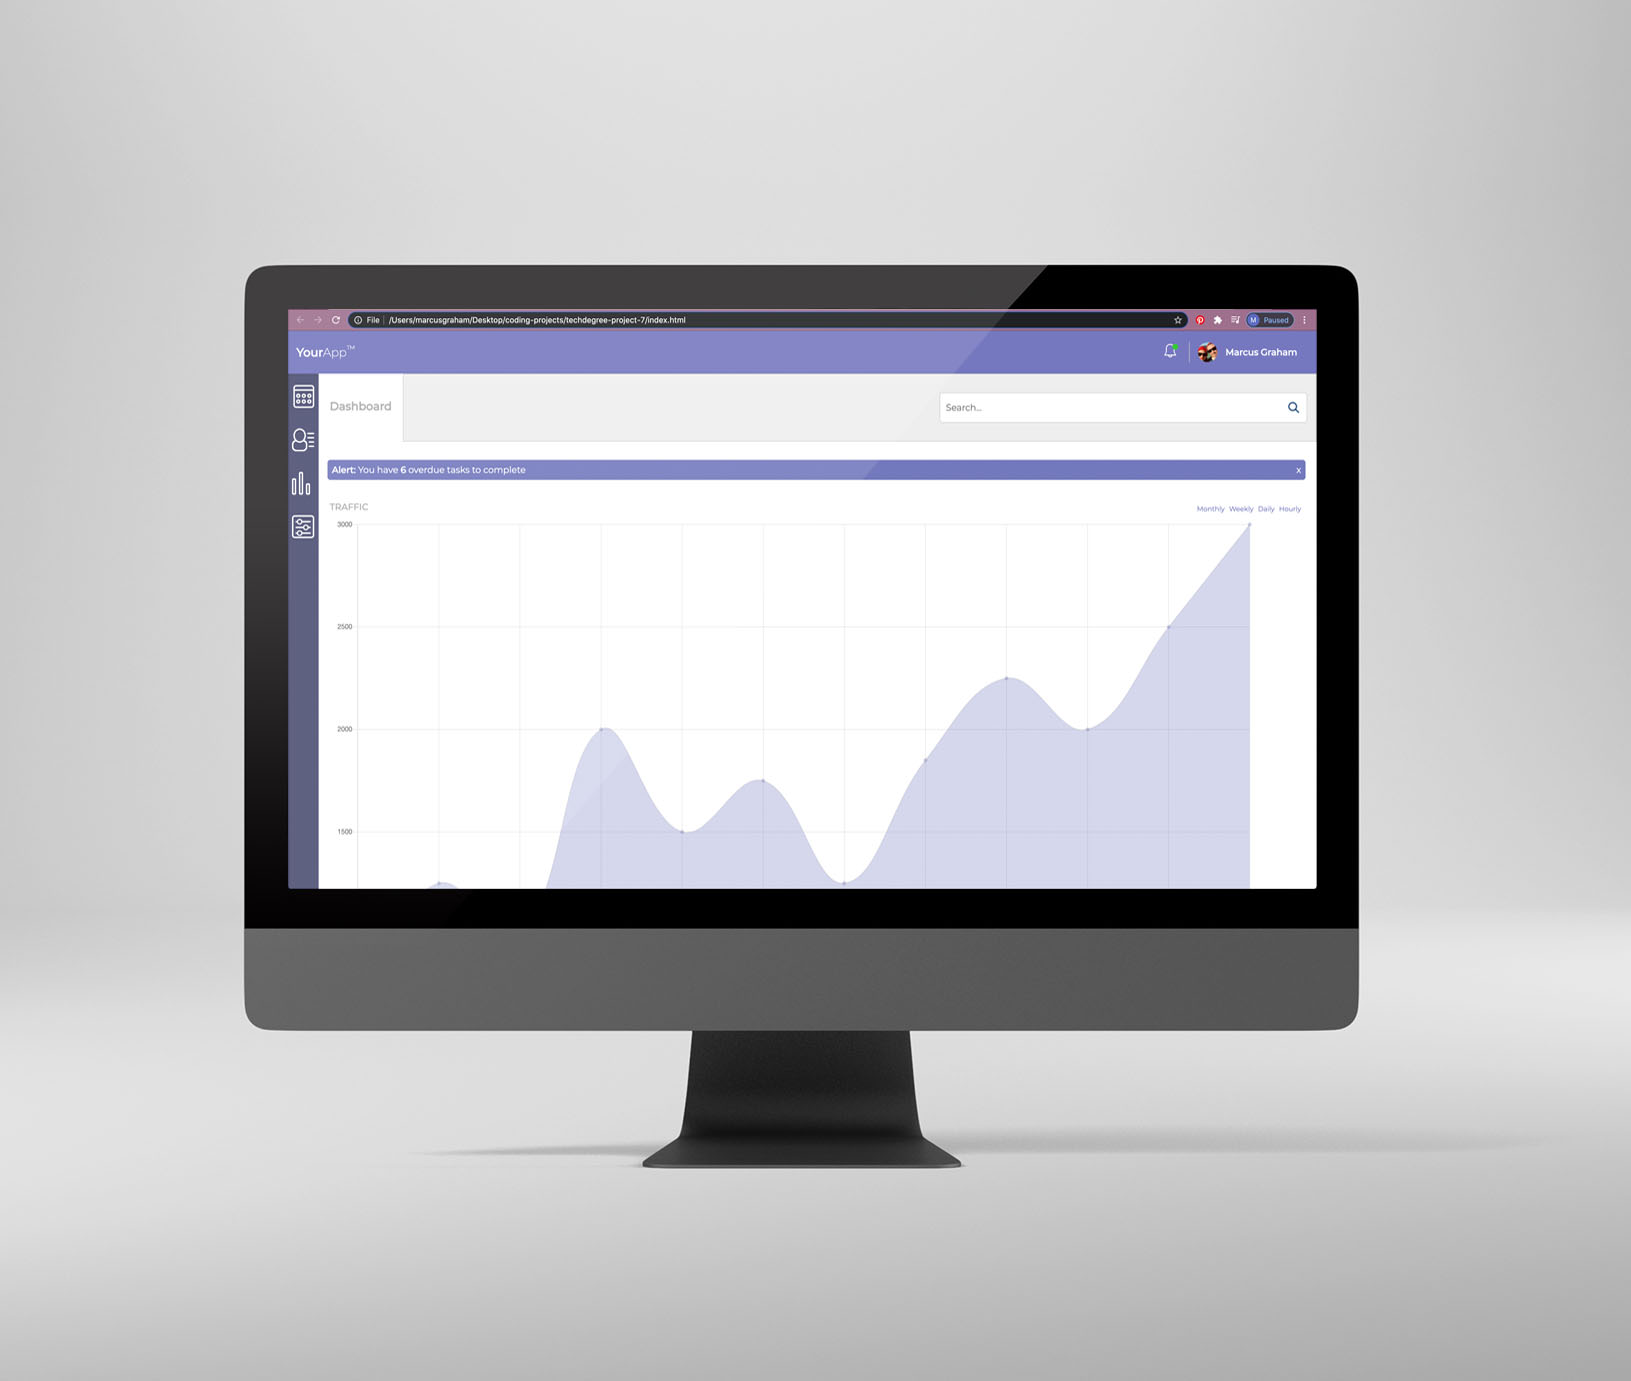 File /Users/marcusgraham/Desktop/coding-projects/techdegree-project-7/index.html M Paused
YourApp™ Marcus Graham
Dashboard Search...
Alert: You have 6 overdue tasks to complete x
TRAFFIC Monthly Weekly Daily Hourly
3000
2500
2000
1500